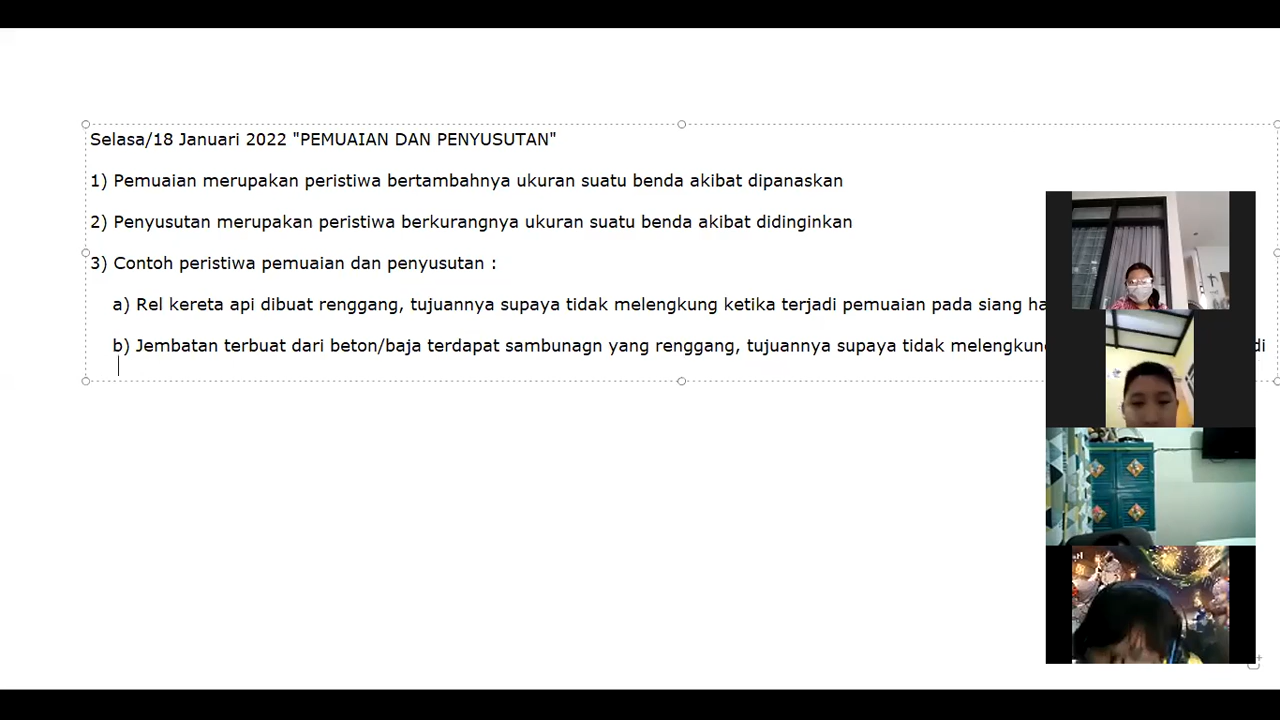 Selasa/18 Januari 2022 "PEMUAIAN DAN PENYUSUTAN"
1) Pemuaian merupakan peristiwa bertambahnya ukuran suatu benda akibat dipanaskan
2) Penyusutan merupakan peristiwa berkurangnya ukuran suatu benda akibat didinginkan
3) Contoh peristiwa pemuaian dan penyusutan :
a) Rel kereta api dibuat renggang, tujuannya supaya tidak melengkung ketika terjadi pemuaian pada siang
b) Jembatan terbuat dari beton/baja terdapat sambunagn yang renggang, tujuannya supaya tidak